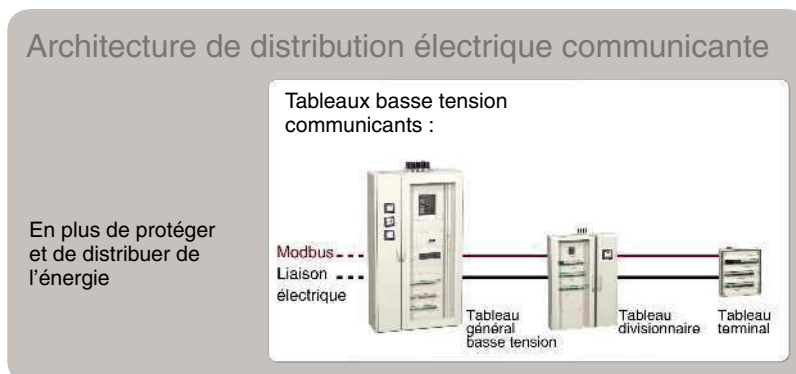 Architecture de distribution électrique communicante
Tableaux basse tension
communicants :
En plus de protéger
et de distribuer de
l'énergie
Modbus
Liaison
électrique
Tableau
général
basse tension
Tableau
divisionnaire
Tableau
terminal